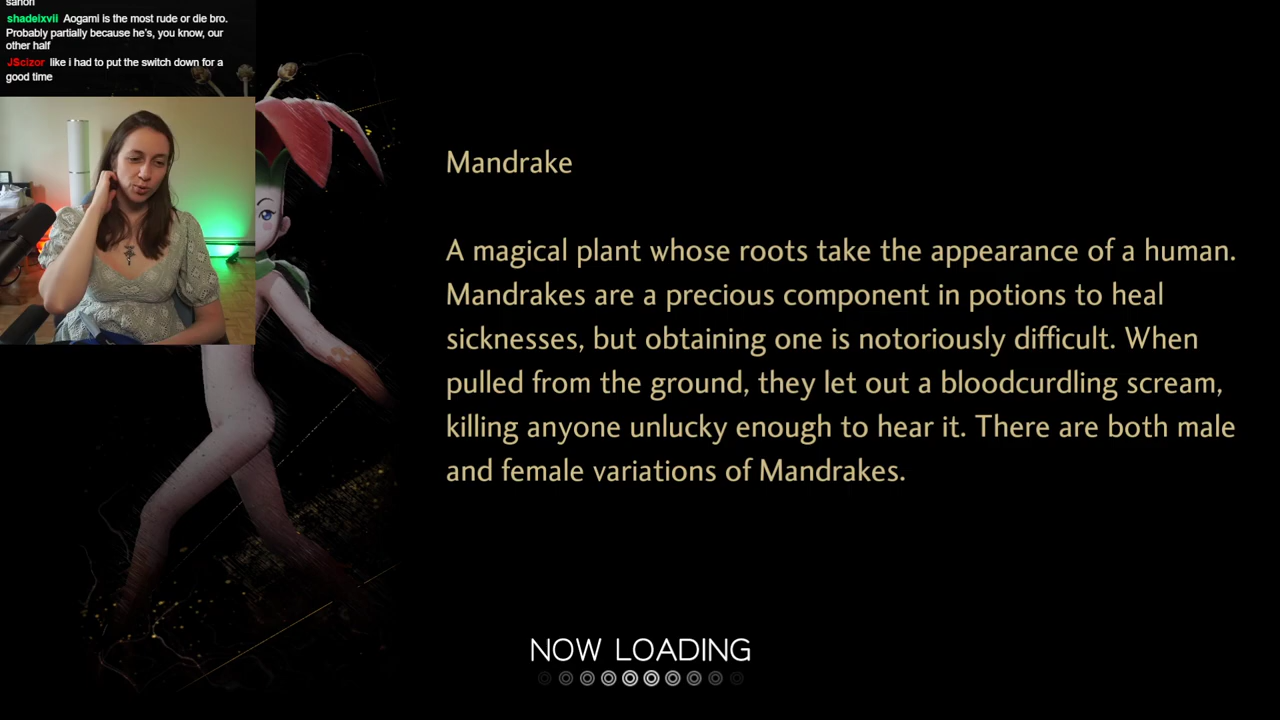 shadeixvii Aogami is the most rude or die bro.
Probably partially because he's, you know, our
other half
JScizor like i had to put the switch down for a
good time
Mandrake
A magical plant whose roots take the appearance of a human.
Mandrakes are a precious component in potions to heal
sicknesses, but obtaining one is notoriously difficult. When
pulled from the ground, they let out a bloodcurdling scream,
killing anyone unlucky enough to hear it. There are both male
and female variations of Mandrakes.
NOW LOADING